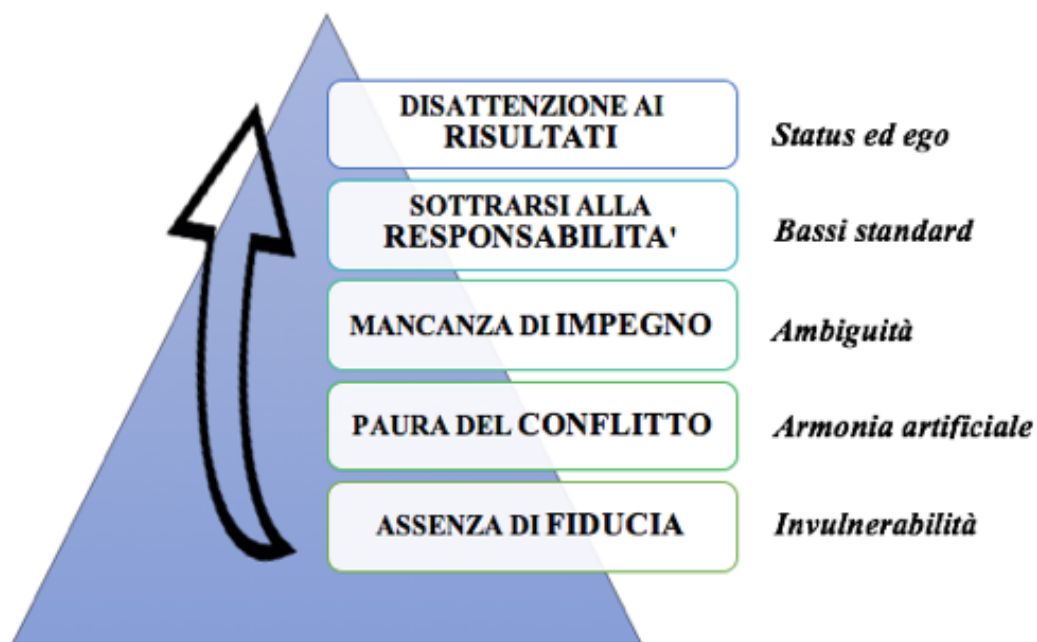 DISATTENZIONE AI
RISULTATI
Status ed ego
SOTTRARSI ALLA
RESPONSABILITA'
Bassi standard
MANCANZA DI IMPEGNO
Ambiguità
PAURA DEL CONFLITTO
Armonia artificiale
ASSENZA DI FIDUCIA
Invulnerabilità